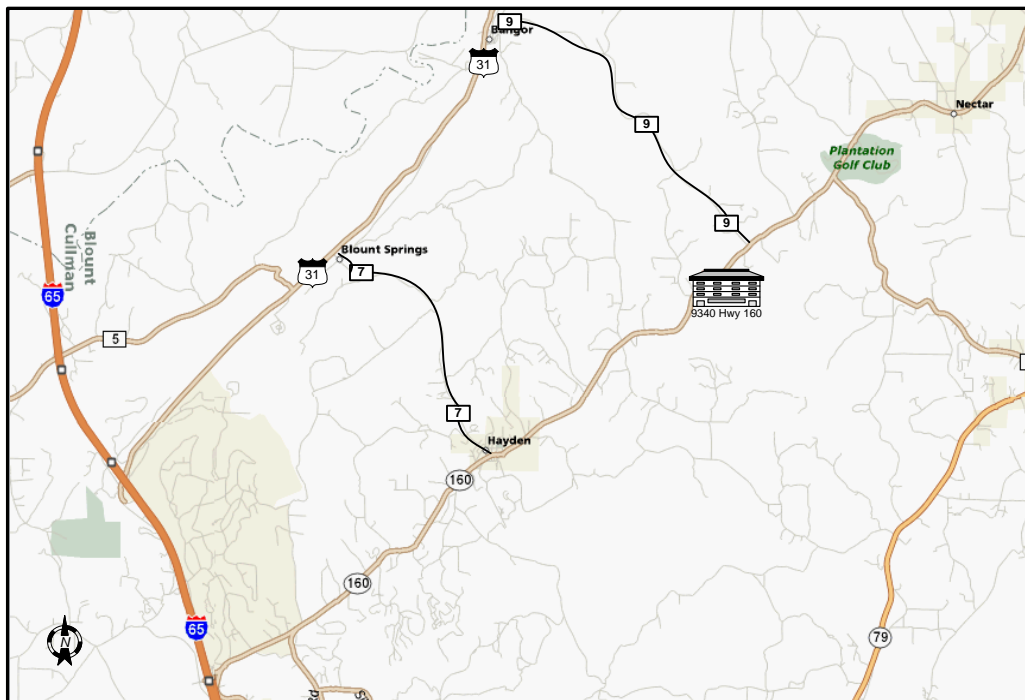 9
Bangor
31
9
Nectar
Plantation
Golf Club
9
Blount
Cullman
Blount Springs
31
7
65
9340 Hwy 160
5
7
Hayden
160
160
65
79
N